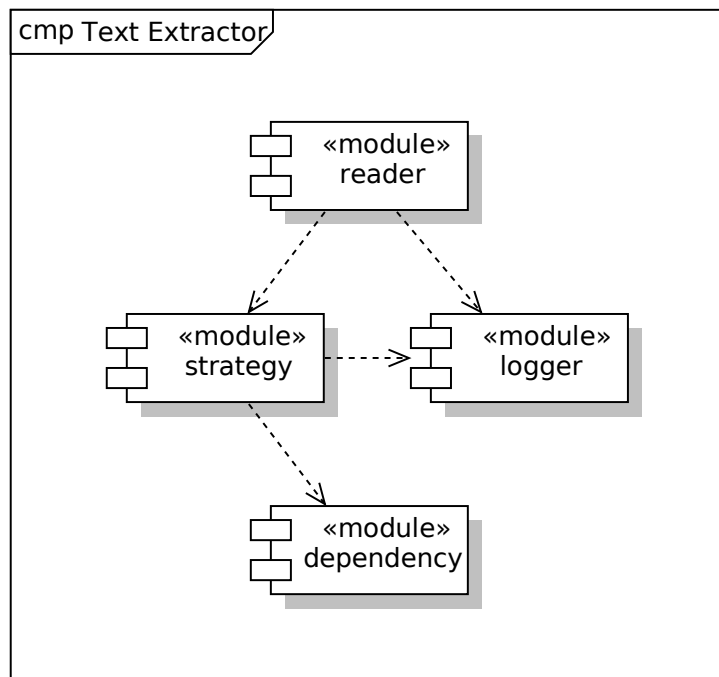 cmp Text Extractor
«module»
reader
«module»
strategy
«module»
logger
«module»
dependency